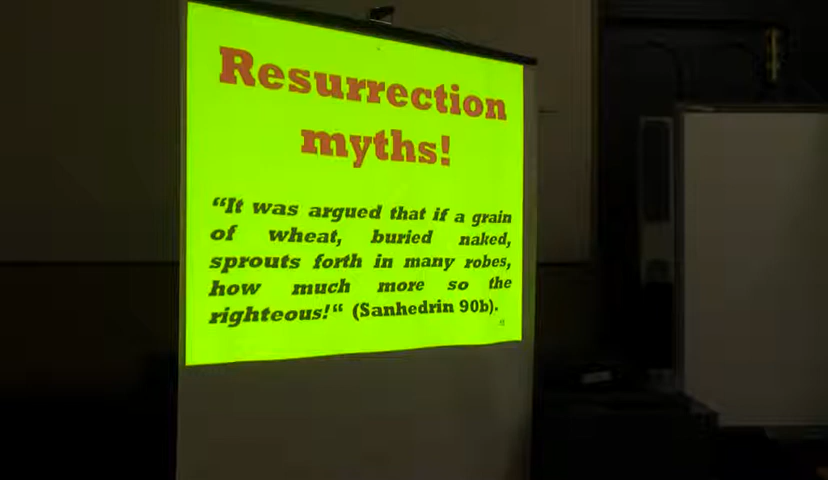 Resurrection
myths!
“It was argued that if a grain
of wheat, buried naked,
sprouts forth in many robes,
how much more so the
righteous!“ (Sanhedrin 90b).